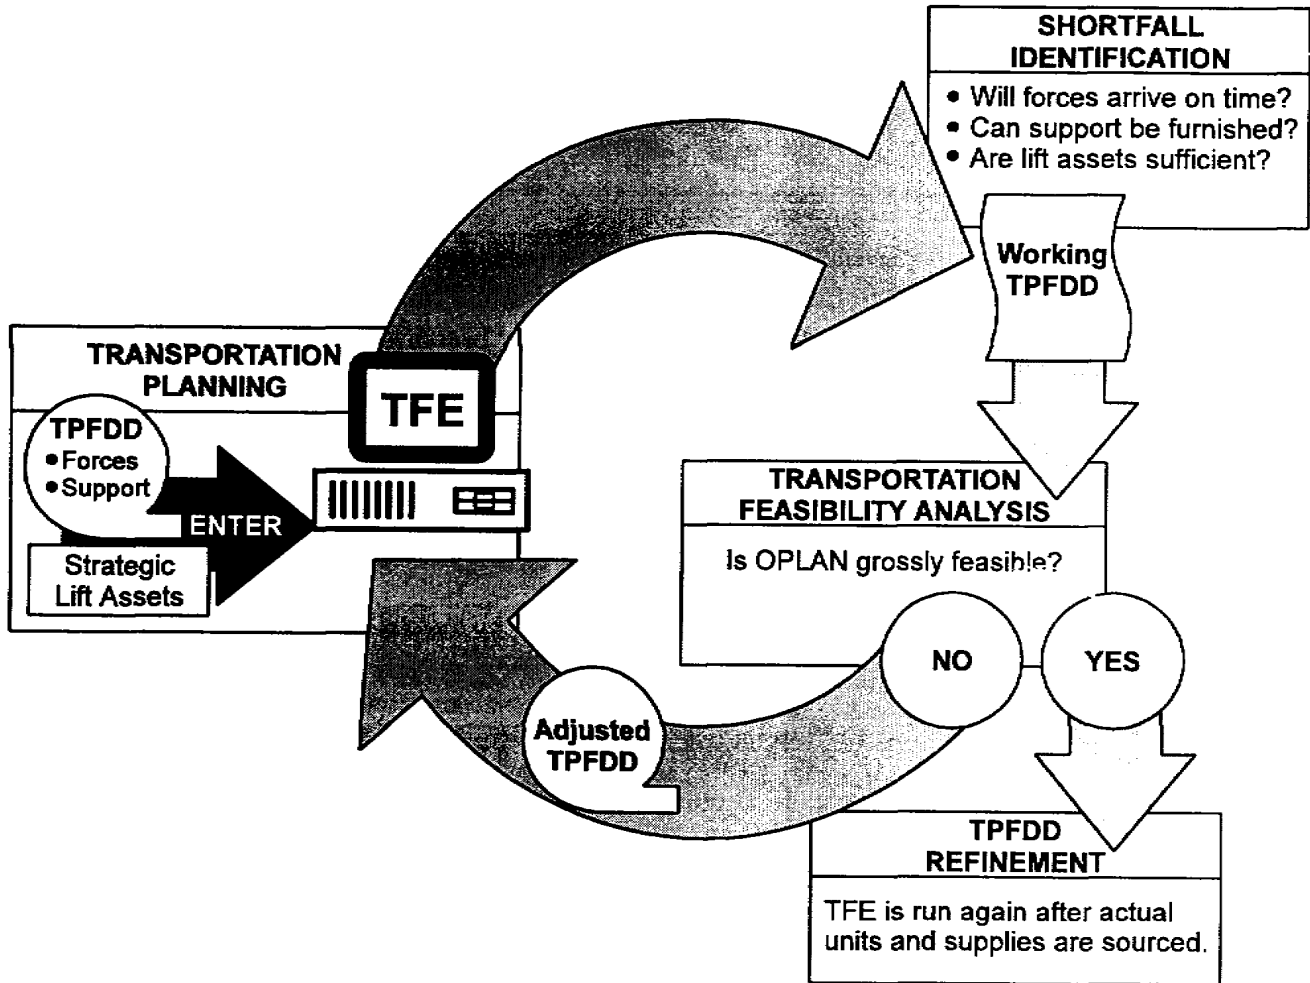 SHORTFALL
IDENTIFICATION
• Will forces arrive on time?
• Can support be furnished?
• Are lift assets sufficient?
Working
TPFDD
TRANSPORTATION
PLANNING
TFE
TPFDD
• Forces
• Support
ENTER
Strategic
Lift Assets
TRANSPORTATION
FEASIBILITY ANALYSIS
Is OPLAN grossly feasible?
NO
YES
Adjusted
TPFDD
TPFDD
REFINEMENT
TFE is run again after actual
units and supplies are sourced.